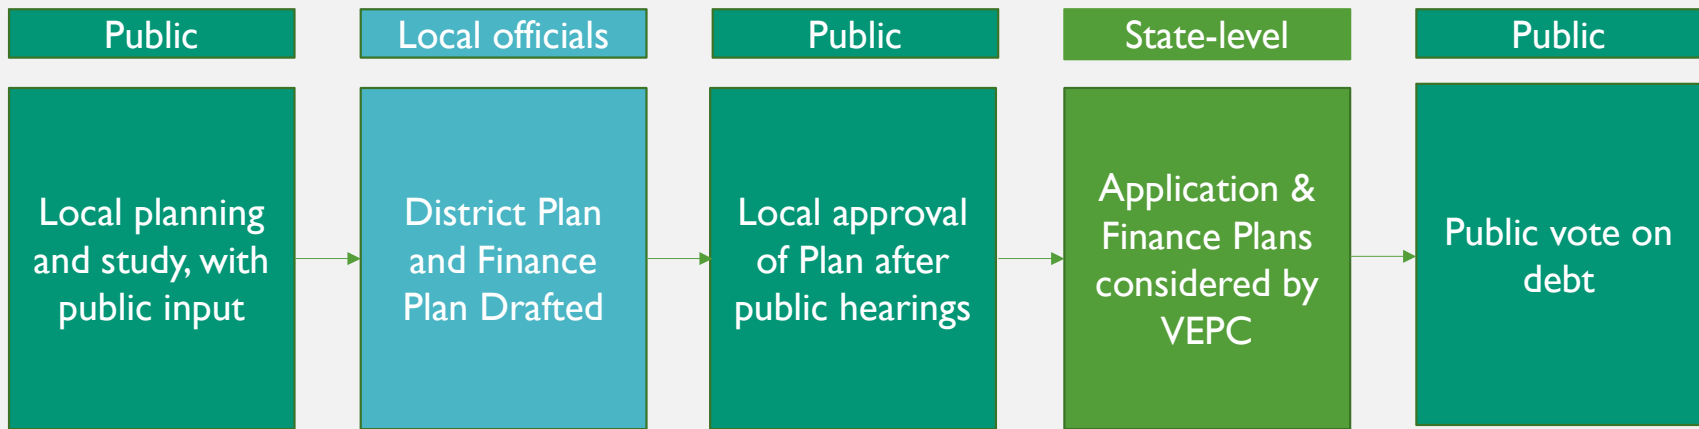 Public
Local officials
Public
State-level
Public
Local planning
and study, with
public input
District Plan
and Finance
Plan Drafted
Local approval
of Plan after
public hearings
Application &
Finance Plans
considered by
VEPC
Public vote on
debt